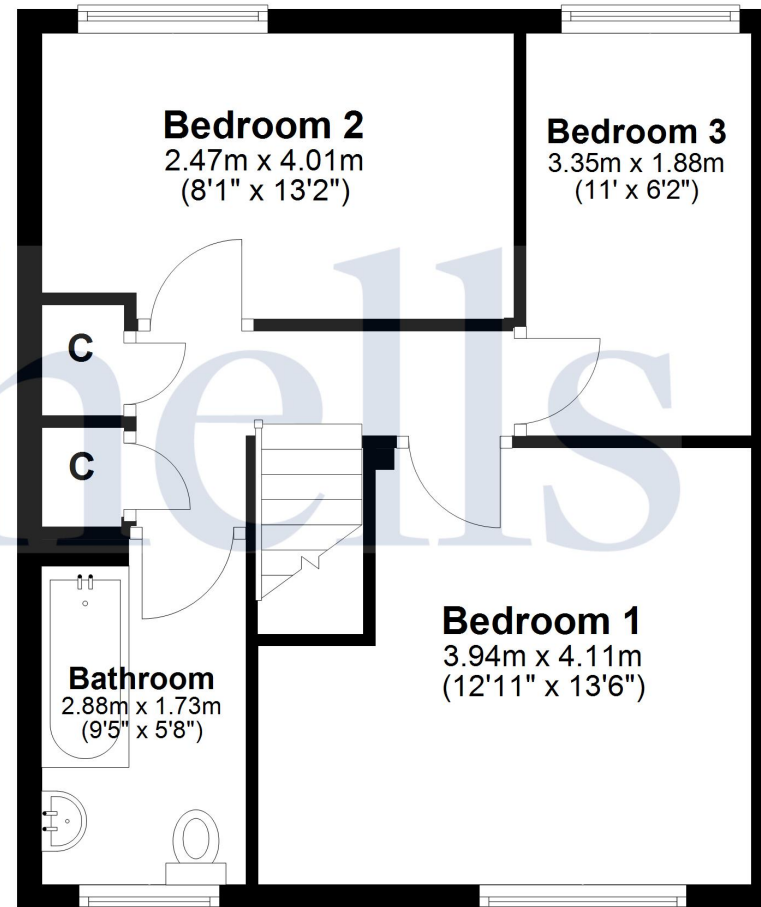 Bedroom 2
2.47m x 4.01m
(8'1" x 13'2")
Bedroom 3
3.35m x 1.88m
(11' x 6'2")
C
C
nells
Bedroom 1
3.94m x 4.11m
(12'11" x 13'6")
Bathroom
2.88m x 1.73m
(9'5" x 5'8")